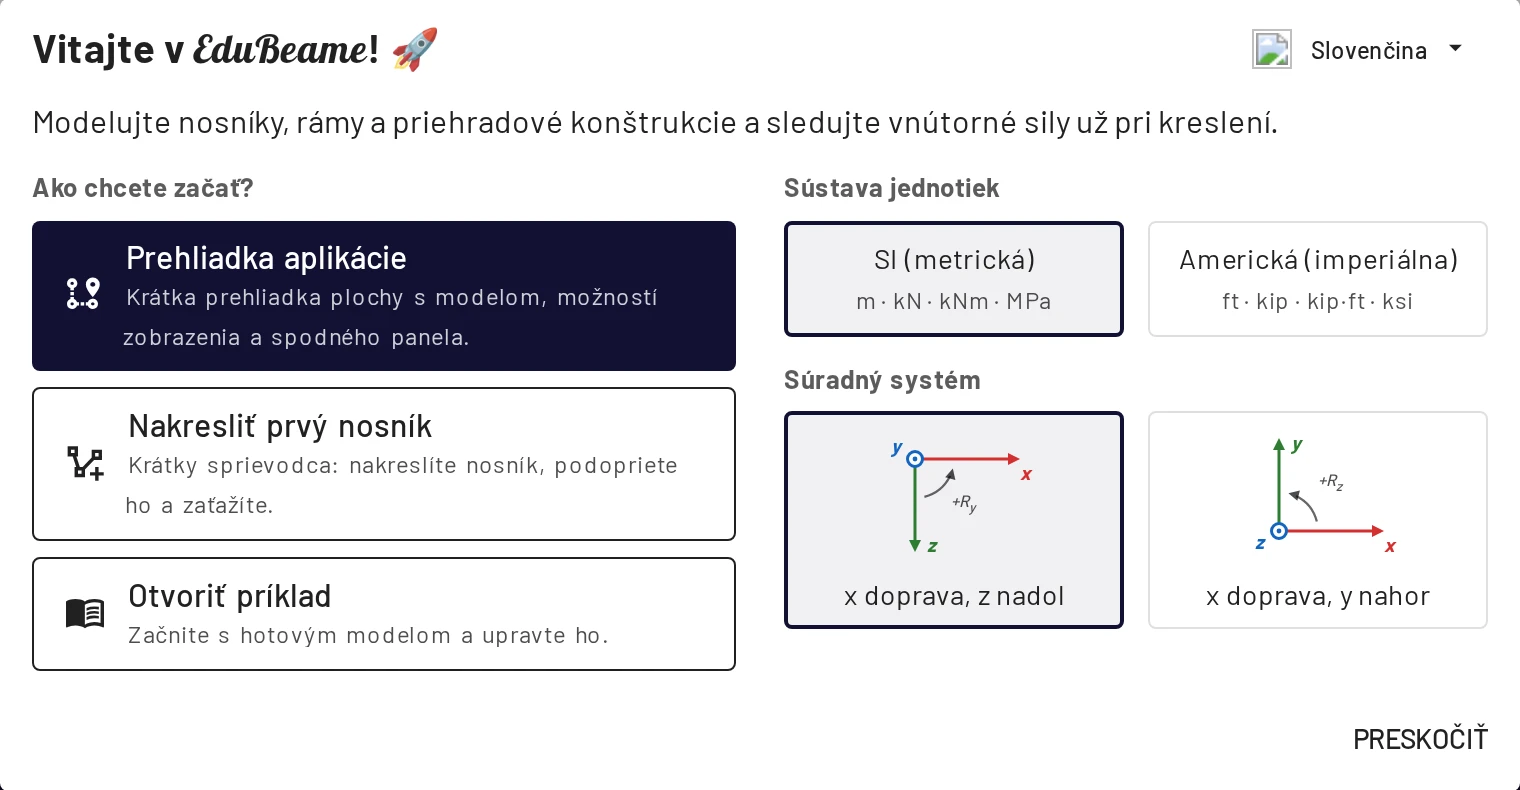 Vitajte v EduBeame! 🚀
Slovenčina
Modelujte nosníky, rámy a priehradové konštrukcie a sledujte vnútorné sily už pri kreslení.
Ako chcete začať?
Prehliadka aplikácie
Krátka prehliadka plochy s modelom, možností
zobrazenia a spodného panela.
Nakresliť prvý nosník
Krátky sprievodca: nakreslíte nosník, podopriete
ho a zaťažíte.
Otvoriť príklad
Začnite s hotovým modelom a upravte ho.
Sústava jednotiek
SI (metrická)
m · kN · kNm · MPa
Americká (imperiálna)
ft · kip · kip·ft · ksi
Súradný systém
y
x
+Ry
z
x doprava, z nadol
y
+Rz
z
x
x doprava, y nahor
PRESKOČIŤ